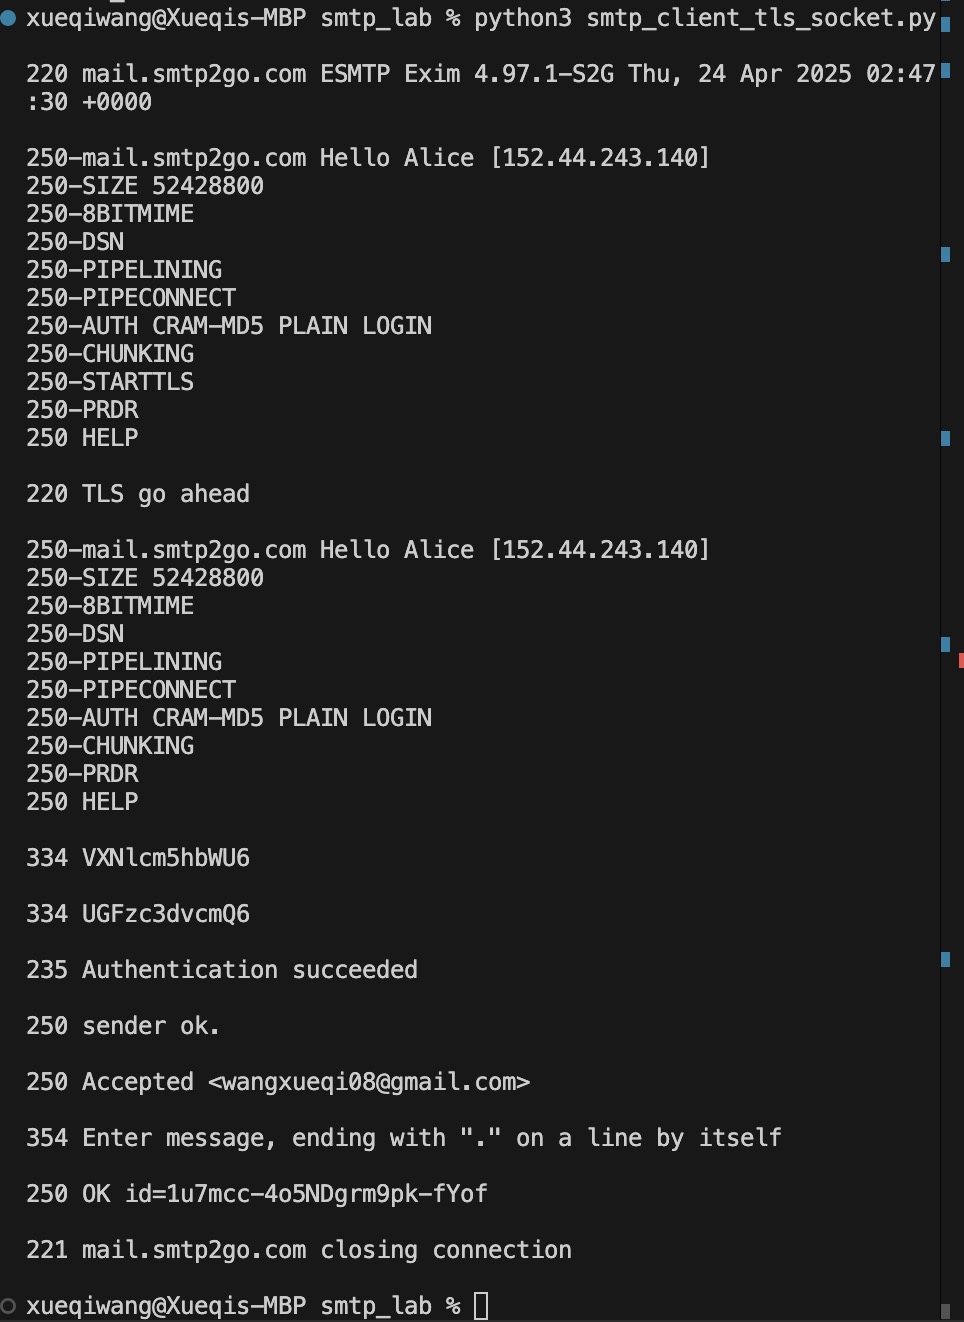 xueqiwang@Xueqis-MBP smtp_lab % python3 smtp_client_tls_socket.py
220 mail.smtp2go.com ESMTP Exim 4.97.1-S2G Thu, 24 Apr 2025 02:47
:30 +0000
250-mail.smtp2go.com Hello Alice [152.44.243.140]
250-SIZE 52428800
250-8BITMIME
250-DSN
250-PIPELINING
250-PIPECONNECT
250-AUTH CRAM-MD5 PLAIN LOGIN
250-CHUNKING
250-STARTTLS
250-PRDR
250 HELP
220 TLS go ahead
250-mail.smtp2go.com Hello Alice [152.44.243.140]
250-SIZE 52428800
250-8BITMIME
250-DSN
250-PIPELINING
250-PIPECONNECT
250-AUTH CRAM-MD5 PLAIN LOGIN
250-CHUNKING
250-PRDR
250 HELP
334 VXNlcm5hbWU6
334 UGFzc3dvcmQ6
235 Authentication succeeded
250 sender ok.
250 Accepted <wangxueqi08@gmail.com>
354 Enter message, ending with "." on a line by itself
250 OK id=1u7mcc-4o5NDgrm9pk-fYof
221 mail.smtp2go.com closing connection
xueqiwang@Xueqis-MBP smtp_lab %